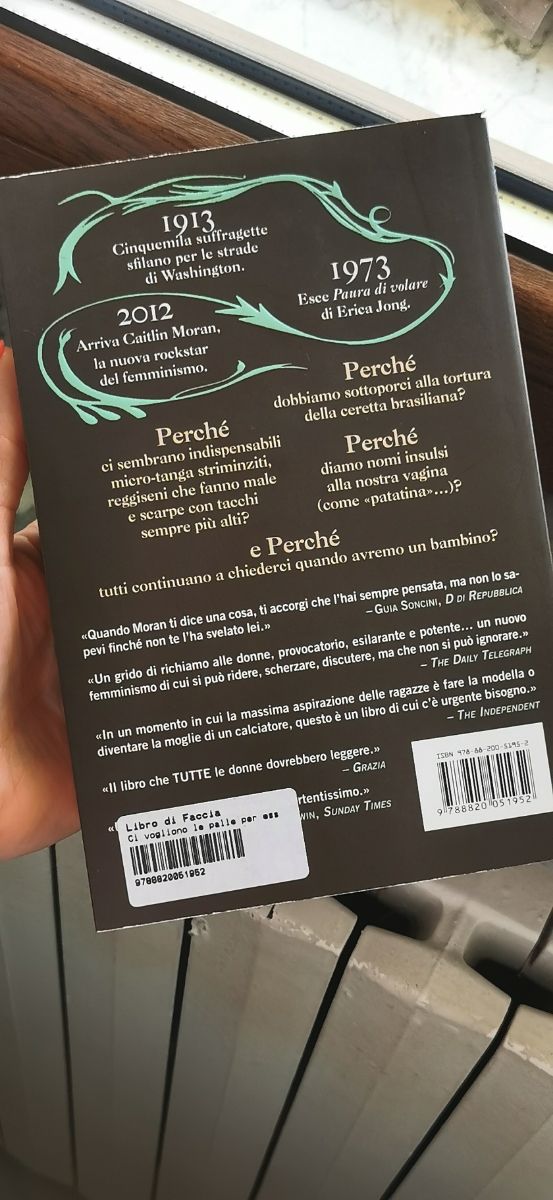 1913
Cinquemila suffragette
sfilano per le strade
di Washington.
1973
Esce Paura di volare
di Erica Jong.
2012
Arriva Caitlin Moran,
la nuova rockstar
del femminismo.
Perché
dobbiamo sottoporci alla tortura
della ceretta brasiliana?
Perché
ci sembrano indispensabili
micro-tanga striminziti,
reggiseni che fanno male
e scarpe con tacchi
sempre più alti?
Perché
diamo nomi insulsi
alla nostra vagina
(come «patatina»...)?
e Perché
tutti continuano a chiederci quando avremo un bambino?
«Quando Moran ti dice una cosa, ti accorgi che l'hai sempre pensata, ma non lo sa-
pevi finché non te l'ha svelato lei.»
– Guia Soncini, D di Repubblica
«Un grido di richiamo alle donne, provocatorio, esilarante e potente... un nuovo
femminismo di cui si può ridere, scherzare, discutere, ma che non si può ignorare.»
– The Daily Telegraph
«In un momento in cui la massima aspirazione delle ragazze è fare la modella o
diventare la moglie di un calciatore, questo è un libro di cui c'è urgente bisogno.»
– The Independent
«Il libro che TUTTE le donne dovrebbero leggere.»
– Grazia
rtentissimo.»
win, Sunday Times
ISBN 978-88-200-5195-2
9 788820 051952
Libro di Faccia
Ci vogliono le palle per ess
9788820051952